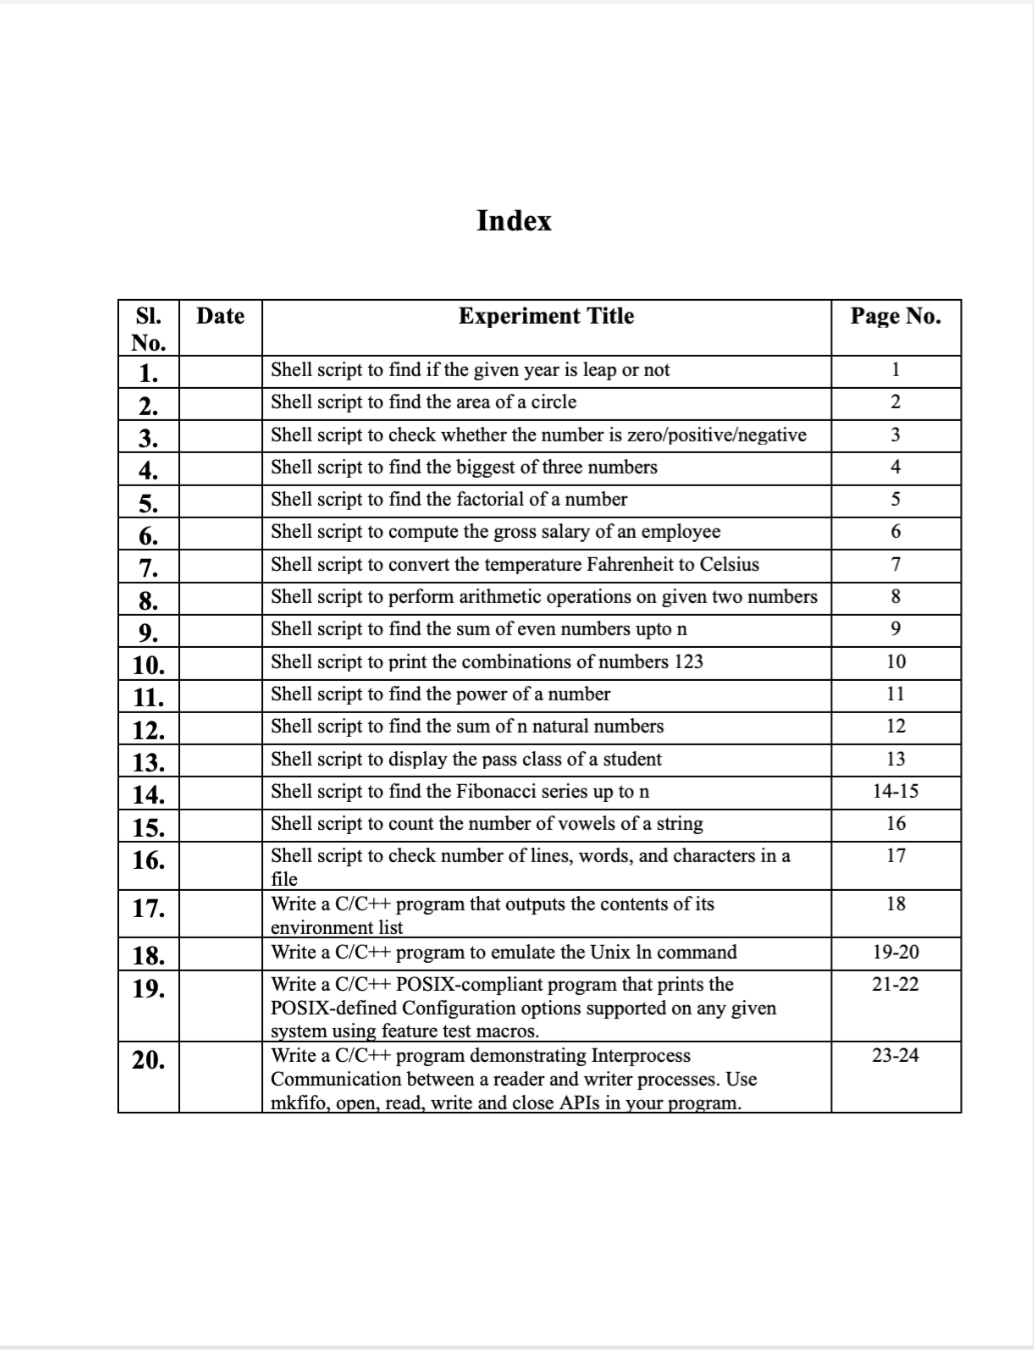 Index
Sl. No. Date Experiment Title Page No.
1. Shell script to find if the given year is leap or not 1
2. Shell script to find the area of a circle 2
3. Shell script to check whether the number is zero/positive/negative 3
4. Shell script to find the biggest of three numbers 4
5. Shell script to find the factorial of a number 5
6. Shell script to compute the gross salary of an employee 6
7. Shell script to convert the temperature Fahrenheit to Celsius 7
8. Shell script to perform arithmetic operations on given two numbers 8
9. Shell script to find the sum of even numbers upto n 9
10. Shell script to print the combinations of numbers 123 10
11. Shell script to find the power of a number 11
12. Shell script to find the sum of n natural numbers 12
13. Shell script to display the pass class of a student 13
14. Shell script to find the Fibonacci series up to n 14-15
15. Shell script to count the number of vowels of a string 16
16. Shell script to check number of lines, words, and characters in a 17
file
17. Write a C/C++ program that outputs the contents of its 18
environment list
18. Write a C/C++ program to emulate the Unix ln command 19-20
19. Write a C/C++ POSIX-compliant program that prints the 21-22
POSIX-defined Configuration options supported on any given
system using feature test macros.
20. Write a C/C++ program demonstrating Interprocess 23-24
Communication between a reader and writer processes. Use
mkfifo, open, read, write and close APIs in your program.